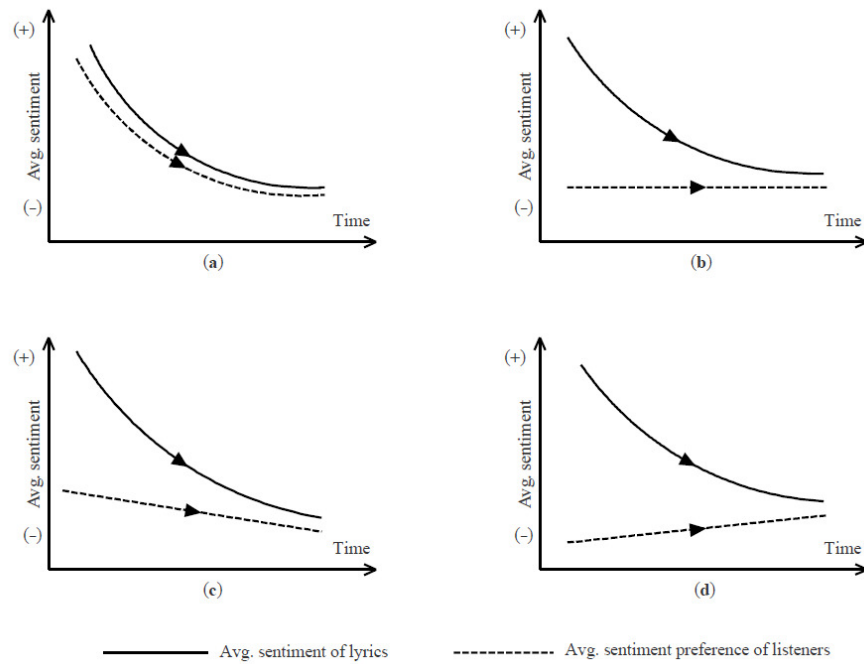 (+)
Avg. sentiment
(–)
Time
(a)
(+)
Avg. sentiment
(–)
Time
(b)
(+)
Avg. sentiment
(–)
Time
(c)
(+)
Avg. sentiment
(–)
Time
(d)
Avg. sentiment of lyrics
Avg. sentiment preference of listeners